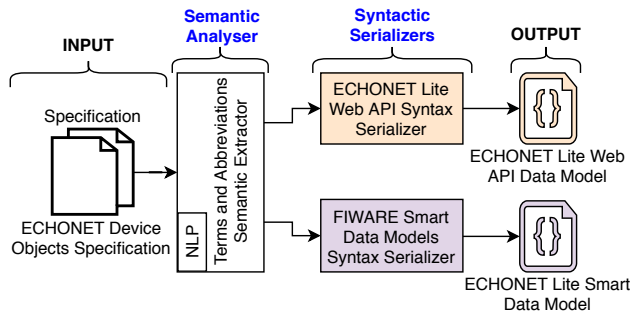 INPUT
Semantic
Analyser
Syntactic
Serializers
OUTPUT
Specification
ECHONET Device
Objects Specification
NLP
Terms and Abbreviations
Semantic Extractor
ECHONET Lite
Web API Syntax
Serializer
{}
ECHONET Lite Web
API Data Model
FIWARE Smart
Data Models
Syntax Serializer
{}
ECHONET Lite Smart
Data Model